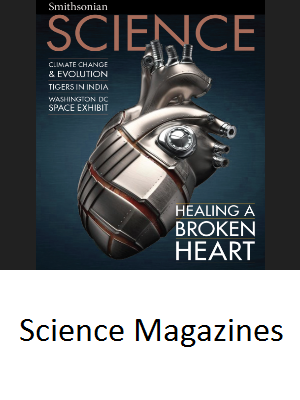 Smithsonian
SCIENCE
CLIMATE CHANGE
& EVOLUTION
TIGERS IN INDIA
WASHINGTON DC
SPACE EXHIBIT
HEALING A
BROKEN
HEART
Science Magazines